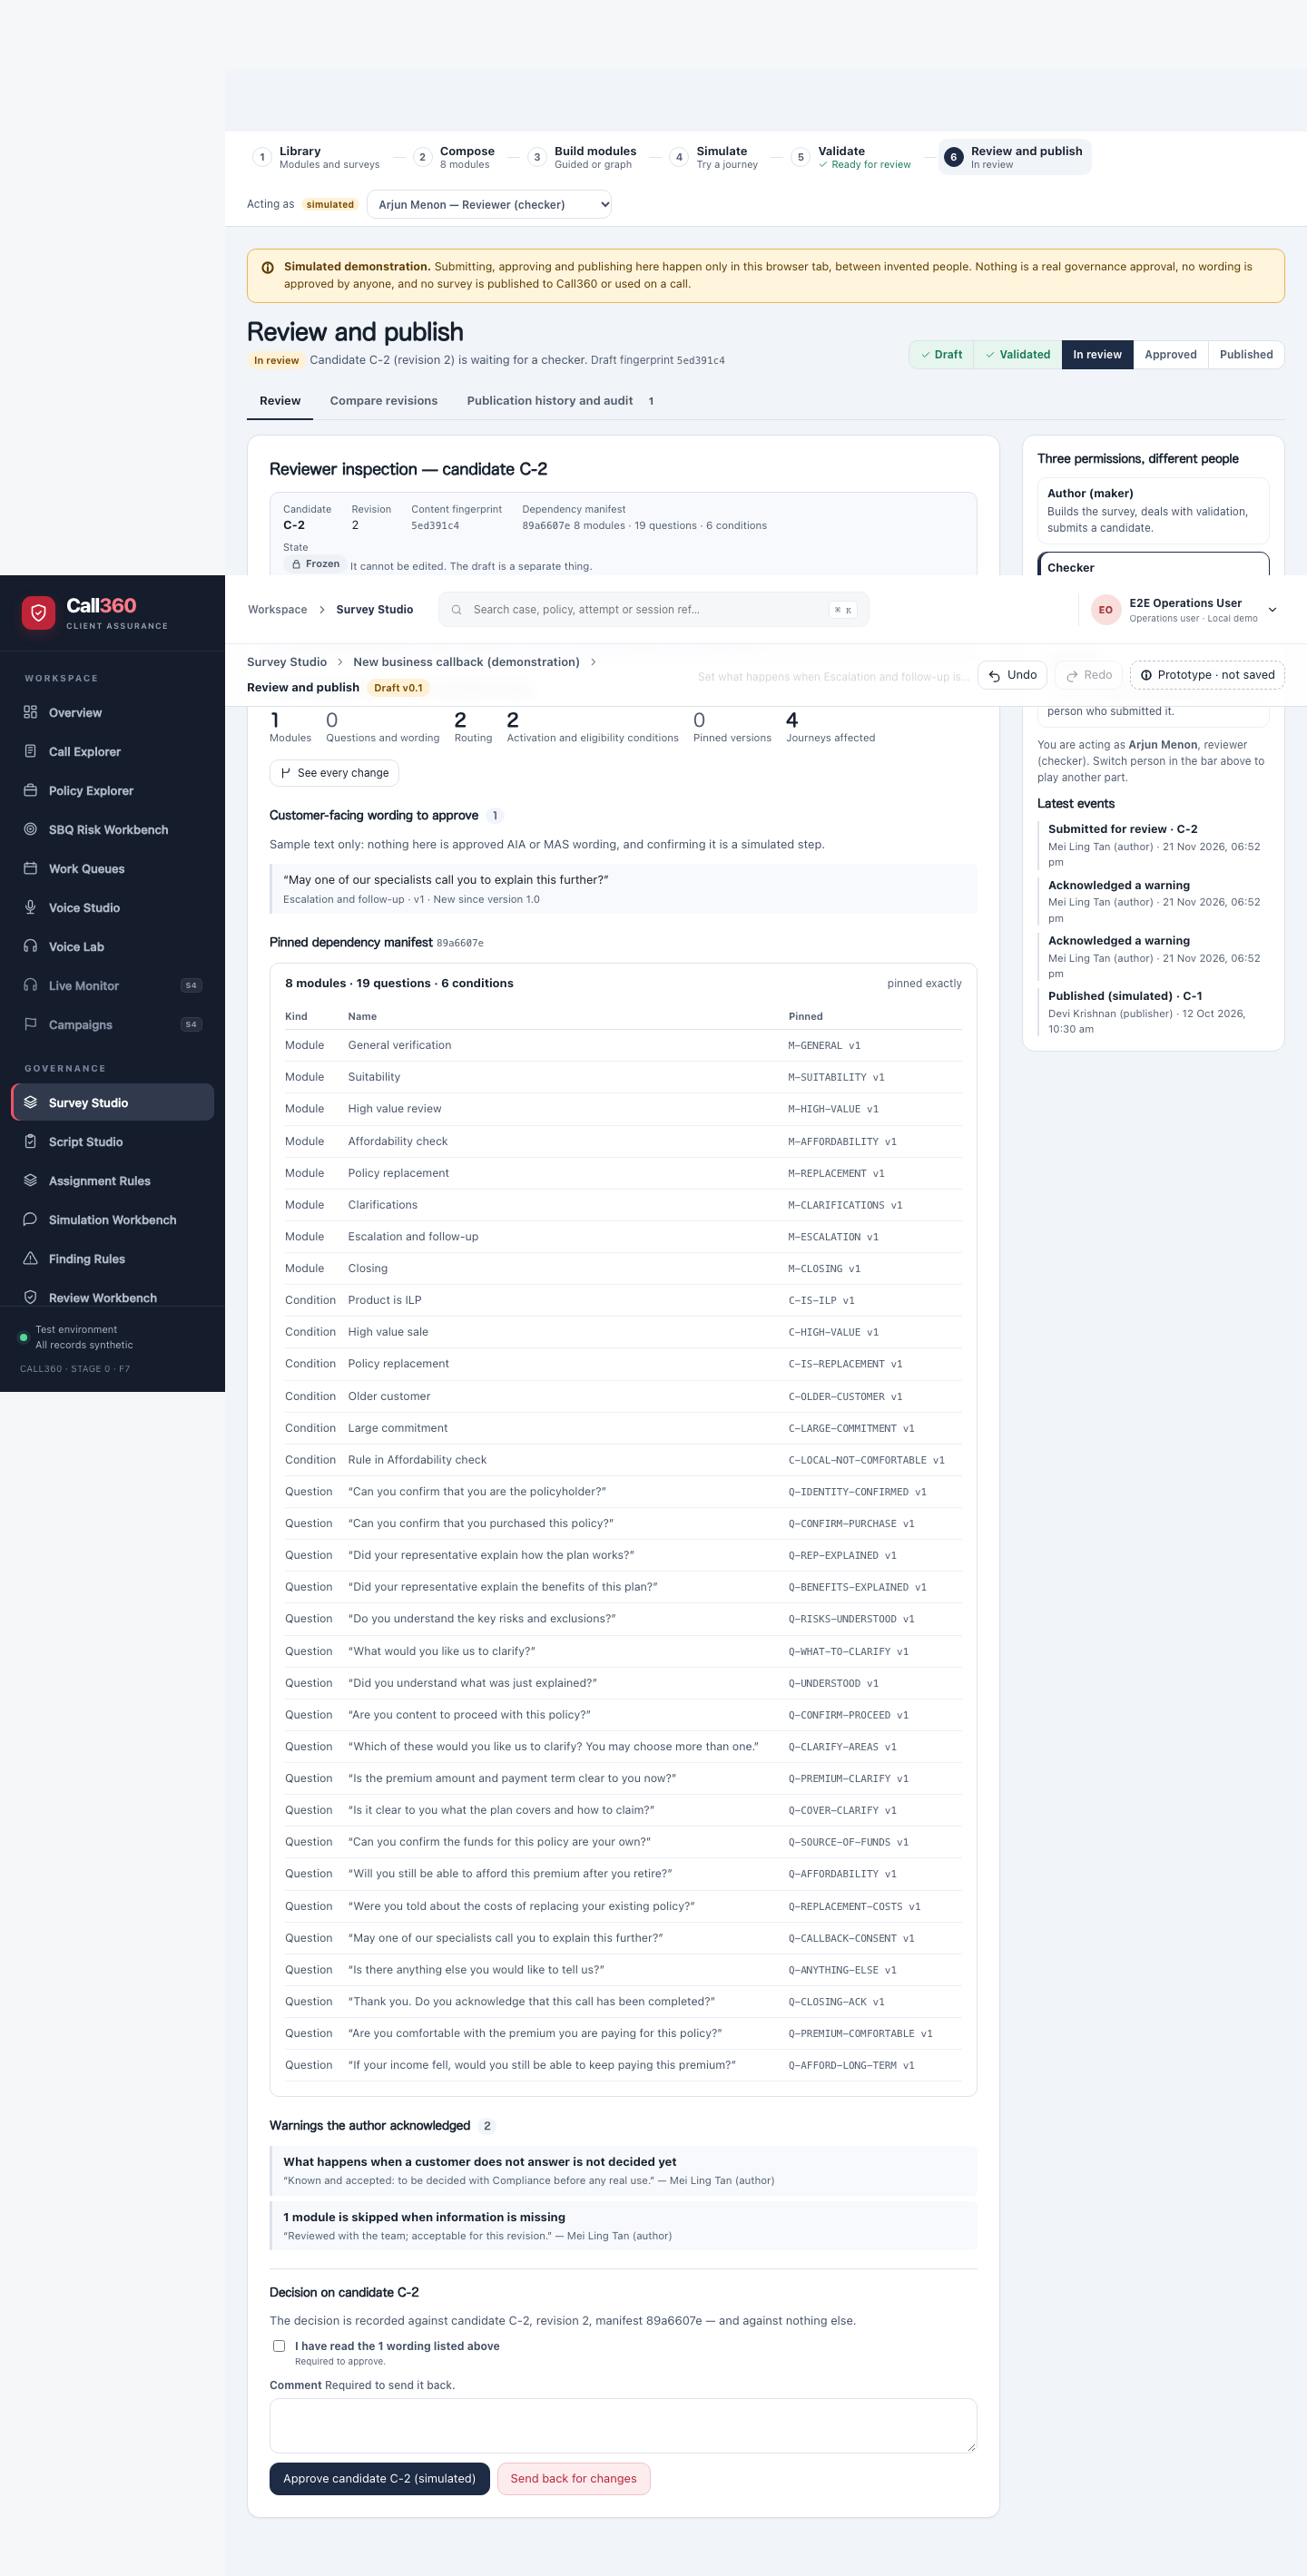 1
Library
Modules and surveys
2
Compose
8 modules
3
Build modules
Guided or graph
4
Simulate
Try a journey
5
Validate
Ready for review
6
Review and publish
In review
Acting as simulated Arjun Menon — Reviewer (checker)
Simulated demonstration. Submitting, approving and publishing here happen only in this browser tab, between invented people. Nothing is a real governance approval, no wording is
approved by anyone, and no survey is published to Call360 or used on a call.
Review and publish
In review Candidate C-2 (revision 2) is waiting for a checker. Draft fingerprint 5ed391c4
Draft Validated In review Approved Published
Review Compare revisions Publication history and audit 1
Reviewer inspection — candidate C-2
Candidate Revision Content fingerprint Dependency manifest
C-2 2 5ed391c4 89a6607e 8 modules · 19 questions · 6 conditions
State
Frozen It cannot be edited. The draft is a separate thing.
Three permissions, different people
Author (maker)
Builds the survey, deals with validation,
submits a candidate.
Checker
Call360
CLIENT ASSURANCE
WORKSPACE
Overview
Call Explorer
Policy Explorer
SBQ Risk Workbench
Work Queues
Voice Studio
Voice Lab
Live Monitor S4
Campaigns S4
GOVERNANCE
Survey Studio
Script Studio
Assignment Rules
Simulation Workbench
Finding Rules
Review Workbench
Test environment
All records synthetic
CALL360 · STAGE 0 · F7
Workspace > Survey Studio
Search case, policy, attempt or session ref... ⌘ K
EO
E2E Operations User
Operations user · Local demo
Survey Studio > New business callback (demonstration) >
Review and publish Draft v0.1
Set what happens when Escalation and follow-up is...
Undo
Redo
Prototype · not saved
1 0 2 2 0 4
Modules Questions and wording Routing Activation and eligibility conditions Pinned versions Journeys affected
See every change
Customer-facing wording to approve 1
Sample text only: nothing here is approved AIA or MAS wording, and confirming it is a simulated step.
“May one of our specialists call you to explain this further?”
Escalation and follow-up · v1 · New since version 1.0
Pinned dependency manifest 89a6607e
8 modules · 19 questions · 6 conditions pinned exactly
Kind Name Pinned
Module General verification M-GENERAL v1
Module Suitability M-SUITABILITY v1
Module High value review M-HIGH-VALUE v1
Module Affordability check M-AFFORDABILITY v1
Module Policy replacement M-REPLACEMENT v1
Module Clarifications M-CLARIFICATIONS v1
Module Escalation and follow-up M-ESCALATION v1
Module Closing M-CLOSING v1
Condition Product is ILP C-IS-ILP v1
Condition High value sale C-HIGH-VALUE v1
Condition Policy replacement C-IS-REPLACEMENT v1
Condition Older customer C-OLDER-CUSTOMER v1
Condition Large commitment C-LARGE-COMMITMENT v1
Condition Rule in Affordability check C-LOCAL-NOT-COMFORTABLE v1
Question “Can you confirm that you are the policyholder?” Q-IDENTITY-CONFIRMED v1
Question “Can you confirm that you purchased this policy?” Q-CONFIRM-PURCHASE v1
Question “Did your representative explain how the plan works?” Q-REP-EXPLAINED v1
Question “Did your representative explain the benefits of this plan?” Q-BENEFITS-EXPLAINED v1
Question “Do you understand the key risks and exclusions?” Q-RISKS-UNDERSTOOD v1
Question “What would you like us to clarify?” Q-WHAT-TO-CLARIFY v1
Question “Did you understand what was just explained?” Q-UNDERSTOOD v1
Question “Are you content to proceed with this policy?” Q-CONFIRM-PROCEED v1
Question “Which of these would you like us to clarify? You may choose more than one.” Q-CLARIFY-AREAS v1
Question “Is the premium amount and payment term clear to you now?” Q-PREMIUM-CLARIFY v1
Question “Is it clear to you what the plan covers and how to claim?” Q-COVER-CLARIFY v1
Question “Can you confirm the funds for this policy are your own?” Q-SOURCE-OF-FUNDS v1
Question “Will you still be able to afford this premium after you retire?” Q-AFFORDABILITY v1
Question “Were you told about the costs of replacing your existing policy?” Q-REPLACEMENT-COSTS v1
Question “May one of our specialists call you to explain this further?” Q-CALLBACK-CONSENT v1
Question “Is there anything else you would like to tell us?” Q-ANYTHING-ELSE v1
Question “Thank you. Do you acknowledge that this call has been completed?” Q-CLOSING-ACK v1
Question “Are you comfortable with the premium you are paying for this policy?” Q-PREMIUM-COMFORTABLE v1
Question “If your income fell, would you still be able to keep paying this premium?” Q-AFFORD-LONG-TERM v1
Warnings the author acknowledged 2
What happens when a customer does not answer is not decided yet
“Known and accepted: to be decided with Compliance before any real use.” — Mei Ling Tan (author)
1 module is skipped when information is missing
“Reviewed with the team; acceptable for this revision.” — Mei Ling Tan (author)
Decision on candidate C-2
The decision is recorded against candidate C-2, revision 2, manifest 89a6607e — and against nothing else.
I have read the 1 wording listed above
Required to approve.
Comment Required to send it back.
Approve candidate C-2 (simulated) Send back for changes
person who submitted it.
You are acting as Arjun Menon, reviewer
(checker). Switch person in the bar above to
play another part.
Latest events
Submitted for review · C-2
Mei Ling Tan (author) · 21 Nov 2026, 06:52
pm
Acknowledged a warning
Mei Ling Tan (author) · 21 Nov 2026, 06:52
pm
Acknowledged a warning
Mei Ling Tan (author) · 21 Nov 2026, 06:52
pm
Published (simulated) · C-1
Devi Krishnan (publisher) · 12 Oct 2026,
10:30 am